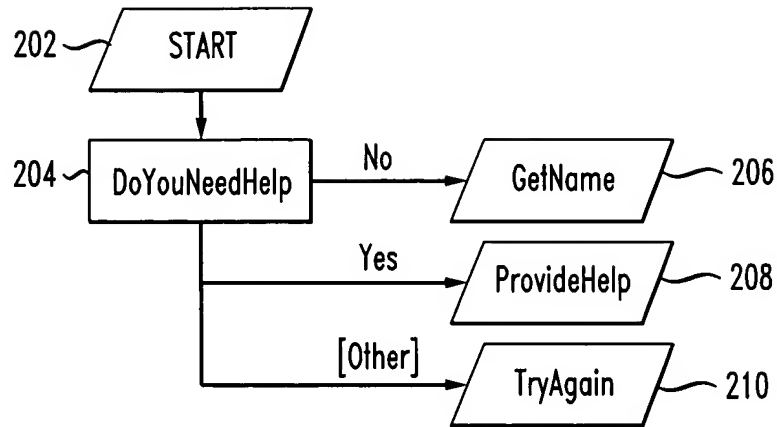 202
START
204
DoYouNeedHelp
No
GetName
206
Yes
ProvideHelp
208
[Other]
TryAgain
210